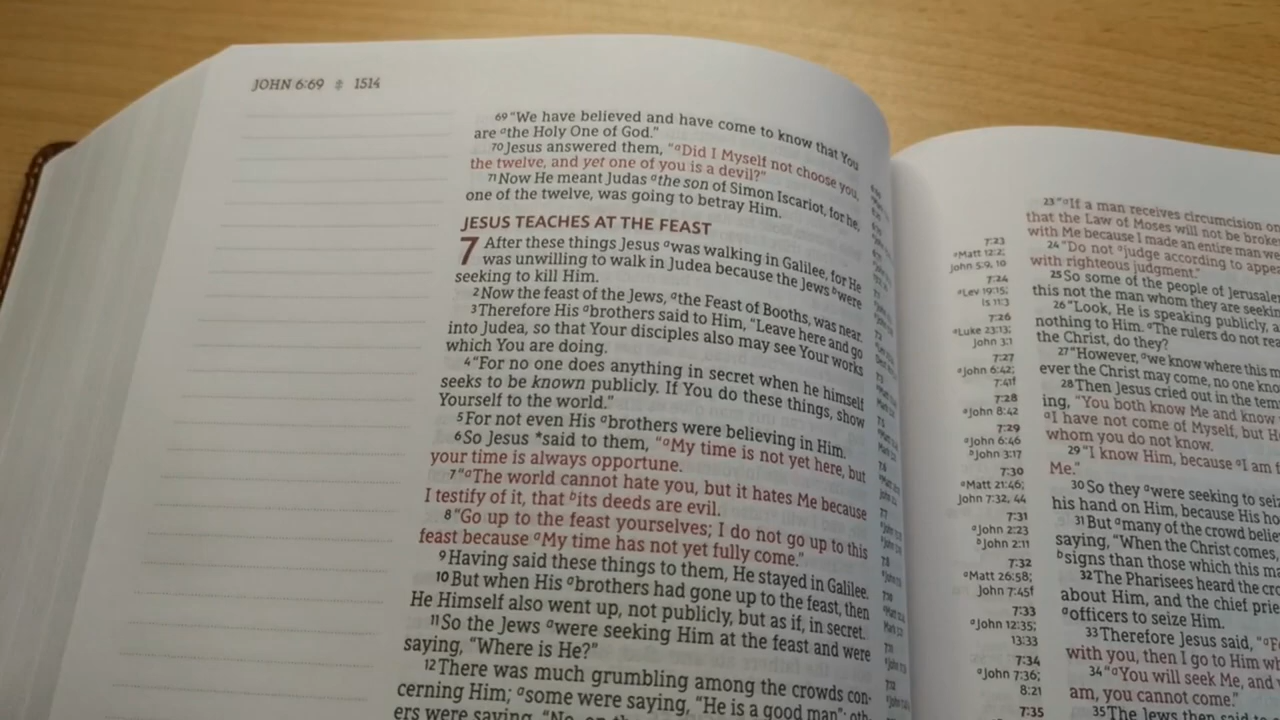 JOHN 6:69 1514
69 "We have believed and have come to know that You
are ᵃthe Holy One of God."
70 Jesus answered them, "ᵃDid I Myself not choose you,
the twelve, and yet one of you is a devil?"
71 Now He meant Judas ᵃthe son of Simon Iscariot, for he,
one of the twelve, was going to betray Him.
JESUS TEACHES AT THE FEAST
7 After these things Jesus ᵃwas walking in Galilee, for He
was unwilling to walk in Judea because the Jews ᵇwere
seeking to kill Him.
2 Now the feast of the Jews, ᵃthe Feast of Booths, was near.
3 Therefore His ᵃbrothers said to Him, "Leave here and go
into Judea, so that Your disciples also may see Your works
which You are doing.
4 "For no one does anything in secret when he himself
seeks to be known publicly. If You do these things, show
Yourself to the world."
5 For not even His ᵃbrothers were believing in Him.
6 So Jesus *said to them, "ᵃMy time is not yet here, but
your time is always opportune.
7 "ᵃThe world cannot hate you, but it hates Me because
I testify of it, that ᵇits deeds are evil.
8 "Go up to the feast yourselves; I do not go up to this
feast because ᵃMy time has not yet fully come."
9 Having said these things to them, He stayed in Galilee.
10 But when His ᵃbrothers had gone up to the feast, then
He Himself also went up, not publicly, but as if, in secret.
11 So the Jews ᵃwere seeking Him at the feast and were
saying, "Where is He?"
12 There was much grumbling among the crowds con-
cerning Him; ᵃsome were saying, "He is a good man"; oth-
ers were saying, "No, on
7:23
ᵃMatt 12:2;
John 5:9, 10
7:24
ᵃLev 19:15;
Is 11:3
7:26
ᵃLuke 23:13;
John 3:1
7:27
ᵃJohn 6:42;
7:41f
7:28
ᵃJohn 8:42
7:29
ᵃJohn 6:46
ᵇJohn 3:17
7:30
ᵃMatt 21:46;
John 7:32, 44
7:31
ᵃJohn 2:23
ᵇJohn 2:11
7:32
ᵃMatt 26:58;
John 7:45f
7:33
ᵃJohn 12:35;
13:33
7:34
ᵃJohn 7:36;
8:21
7:35
23 "ᵃIf a man receives circumcision on
that the Law of Moses will not be broke
with Me because I made an entire man we
24 "Do not ᵃjudge according to appe
with righteous judgment."
25 So some of the people of Jerusale
this not the man whom they are seekin
26 "Look, He is speaking publicly, a
nothing to Him. ᵃThe rulers do not rea
the Christ, do they?
27 "However, ᵃwe know where this m
ever the Christ may come, no one kno
28 Then Jesus cried out in the tem
ing, "You both know Me and know
ᵃI have not come of Myself, but H
whom you do not know.
29 "I know Him, because ᵃI am f
Me."
30 So they ᵃwere seeking to seiz
his hand on Him, because His ho
31 But ᵃmany of the crowd belie
saying, "When the Christ comes,
ᵇsigns than those which this ma
32 The Pharisees heard the cro
about Him, and the chief prie
ᵃofficers to seize Him.
33 Therefore Jesus said, "ᵃF
with you, then I go to Him wh
34 "ᵃYou will seek Me, and
am, you cannot come."
35 The Jews then said to